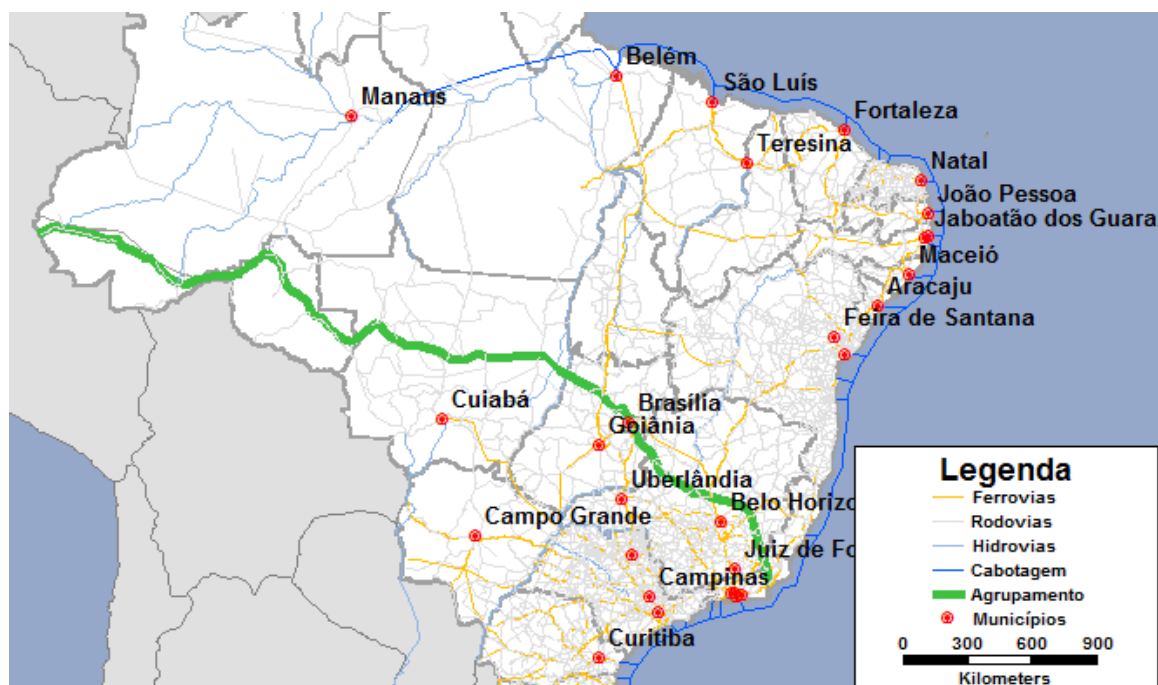 Belém
São Luís
Manaus
Fortaleza
Teresina
Natal
João Pessoa
Jaboatão dos Guara
Maceió
Aracaju
Feira de Santana
Cuiabá
Brasília
Goiânia
Uberlândia
Belo Horizo
Campo Grande
Juiz de Fo
Campinas
Curitiba
Legenda
Ferrovias
Rodovias
Hidrovias
Cabotagem
Agrupamento
Municípios
0 300 600 900
Kilometers